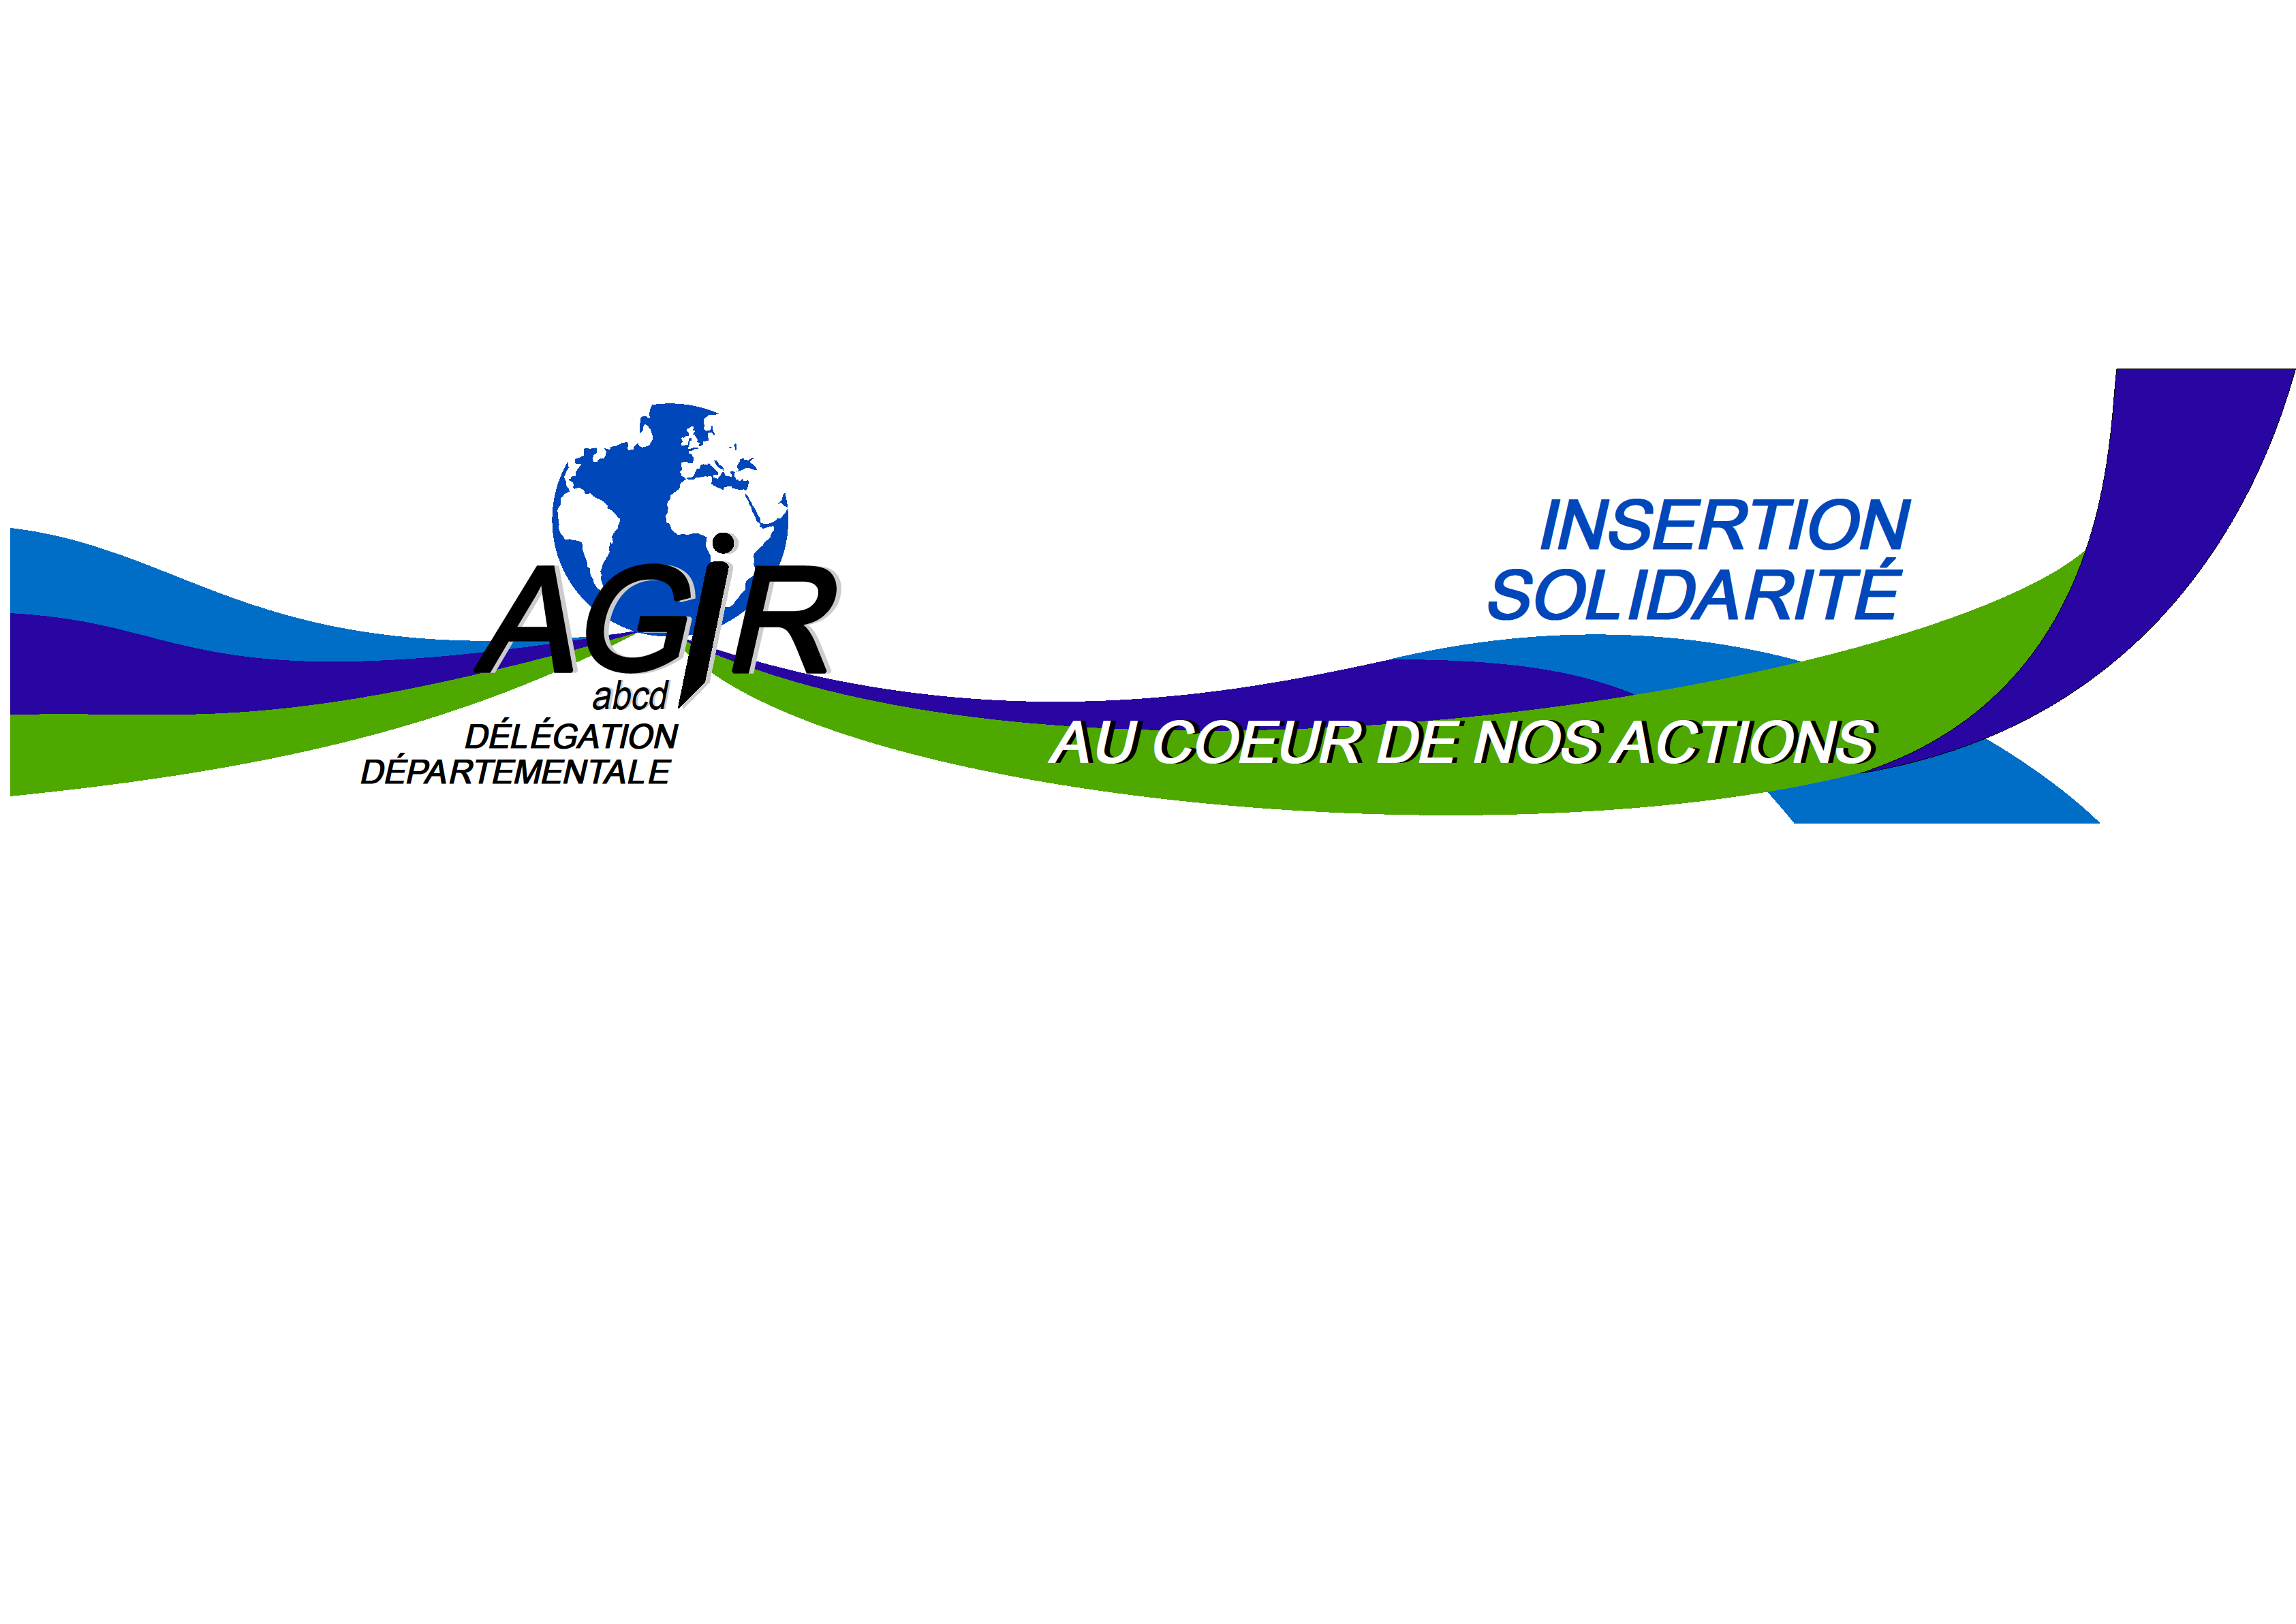 AGiR
abcd
DÉLÉGATION
DÉPARTEMENTALE
INSERTION
SOLIDARITÉ
AU COEUR DE NOS ACTIONS